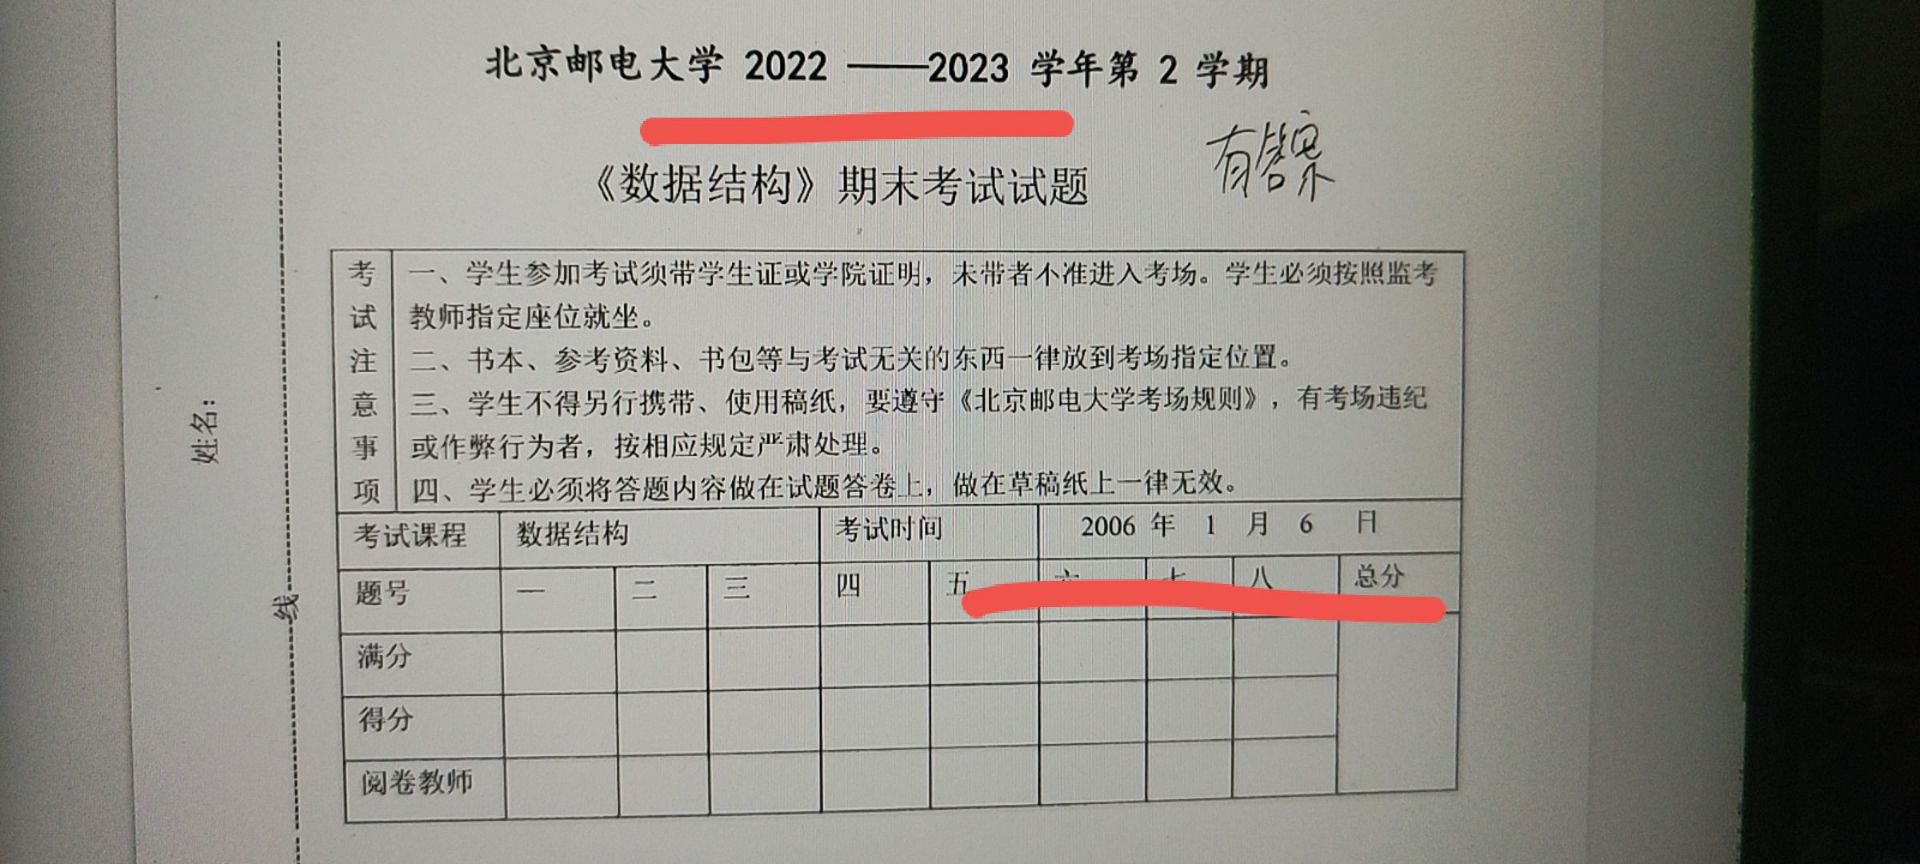 北京邮电大学 2022 ——2023 学年第 2 学期
《数据结构》期末考试试题
有答案
考试注意事项
一、学生参加考试须带学生证或学院证明，未带者不准进入考场。学生必须按照监考
教师指定座位就坐。
二、书本、参考资料、书包等与考试无关的东西一律放到考场指定位置。
三、学生不得另行携带、使用稿纸，要遵守《北京邮电大学考场规则》，有考场违纪
或作弊行为者，按相应规定严肃处理。
四、学生必须将答题内容做在试题答卷上，做在草稿纸上一律无效。
考试课程 数据结构 考试时间 2006 年 1 月 6 日
题号 一 二 三 四 五 六 七 八 总分
满分
得分
阅卷教师
姓名：
线